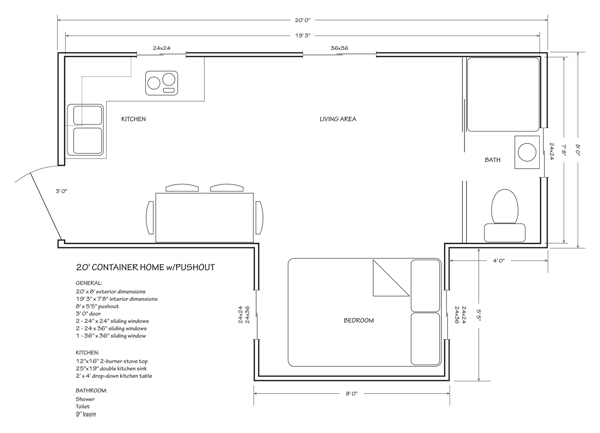 20' 0"
19' 3"
24x24
36x36
KITCHEN
LIVING AREA
BATH
24x24
7' 8"
8' 0"
3' 0"
20' CONTAINER HOME w/PUSHOUT
4' 0"
GENERAL:
20' x 8' exterior dimensions
19' 3" x 7'8" interior dimensions
8' x 5'5" pushout
3' 0" door
2 - 24" x 24" sliding windows
2 - 24 x 36" sliding windows
1 - 36" x 36" sliding window
24x24
24x36
BEDROOM
24x24
24x36
5' 5"
KITCHEN:
12"x16" 2-burner stove top
25"x19" double kitchen sink
2' x 4' drop-down kitchen table
8' 0"
BATHROOM:
Shower
Toilet
9" basin